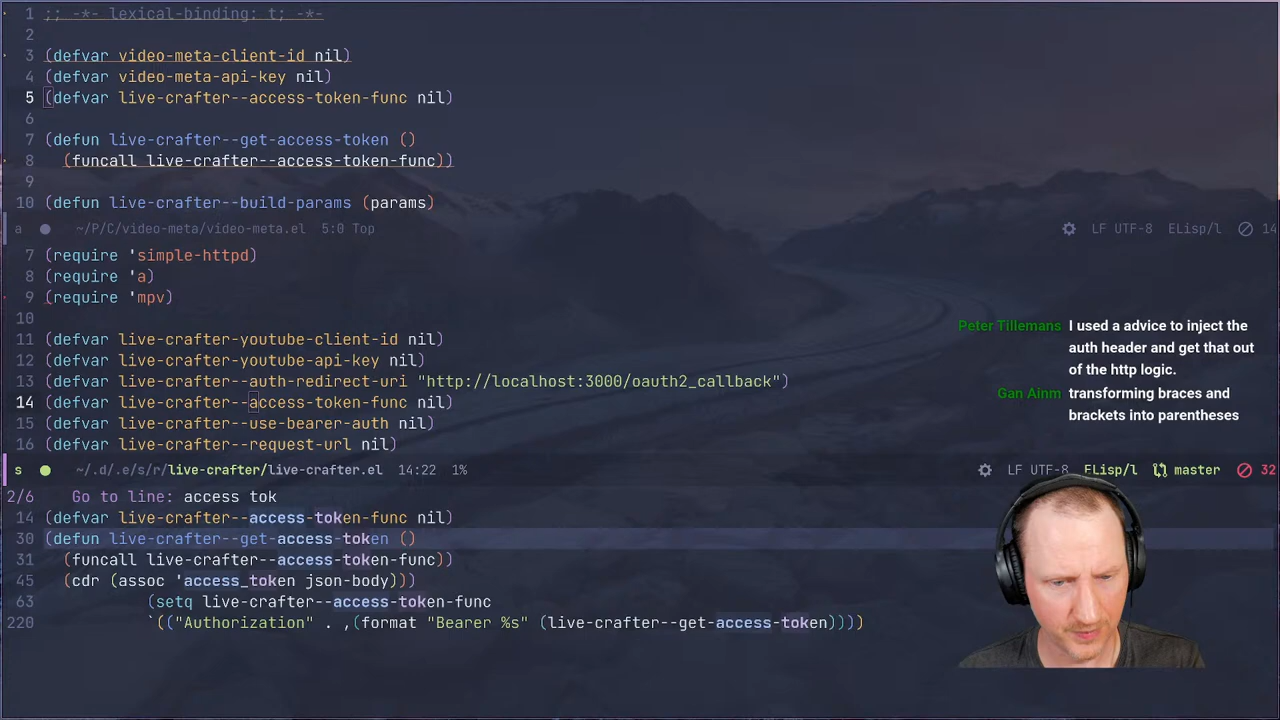 1 ;; -*- lexical-binding: t; -*-
2
3 (defvar video-meta-client-id nil)
4 (defvar video-meta-api-key nil)
5 (defvar live-crafter--access-token-func nil)
6
7 (defun live-crafter--get-access-token ()
8 (funcall live-crafter--access-token-func))
9
10 (defun live-crafter--build-params (params)
a ~/P/C/video-meta/video-meta.el 5:0 Top LF UTF-8 ELisp/l 14
7 (require 'simple-httpd)
8 (require 'a)
9 (require 'mpv)
10
11 (defvar live-crafter-youtube-client-id nil)
12 (defvar live-crafter-youtube-api-key nil)
13 (defvar live-crafter--auth-redirect-uri "http://localhost:3000/oauth2_callback")
14 (defvar live-crafter--access-token-func nil)
15 (defvar live-crafter--use-bearer-auth nil)
16 (defvar live-crafter--request-url nil)
Peter Tillemans I used a advice to inject the
auth header and get that out
of the http logic.
Gan Ainm transforming braces and
brackets into parentheses
s ~/.d/.e/s/r/live-crafter/live-crafter.el 14:22 1% LF UTF-8 ELisp/l master 32
2/6 Go to line: access tok
14 (defvar live-crafter--access-token-func nil)
30 (defun live-crafter--get-access-token ()
31 (funcall live-crafter--access-token-func))
45 (cdr (assoc 'access_token json-body)))
63 (setq live-crafter--access-token-func
220 `(("Authorization" . ,(format "Bearer %s" (live-crafter--get-access-token))))